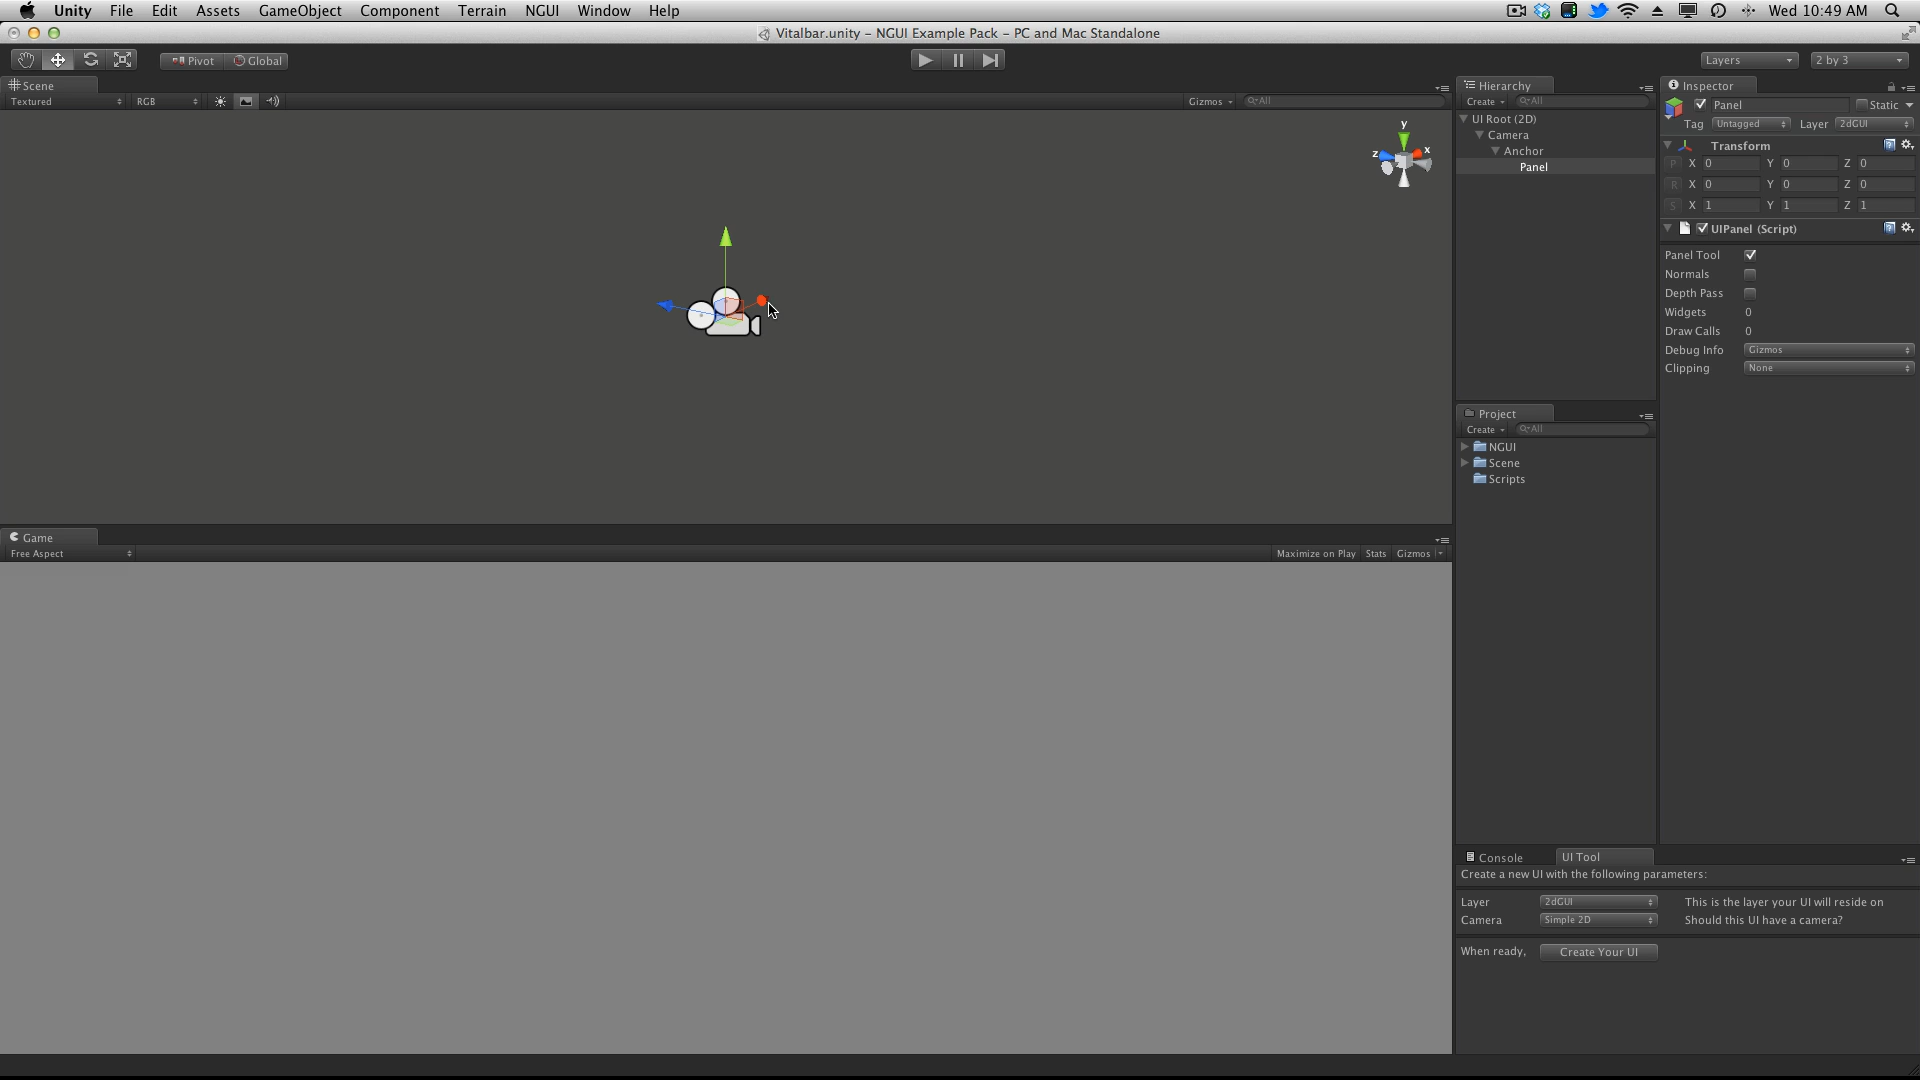 Unity File Edit Assets GameObject Component Terrain NGUI Window Help Wed 10:49 AM
Vitalbar.unity - NGUI Example Pack - PC and Mac Standalone
Pivot Global Layers 2 by 3
Scene
Textured RGB Gizmos All
y
x
z
Hierarchy
Create All
UI Root (2D)
Camera
Anchor
Panel
Inspector
Panel Static
Tag Untagged Layer 2dGUI
Transform
P X 0 Y 0 Z 0
R X 0 Y 0 Z 0
S X 1 Y 1 Z 1
UIPanel (Script)
Panel Tool
Normals
Depth Pass
Widgets 0
Draw Calls 0
Debug Info Gizmos
Clipping None
Project
Create All
NGUI
Scene
Scripts
Game
Free Aspect Maximize on Play Stats Gizmos
Console UI Tool
Create a new UI with the following parameters:
Layer 2dGUI This is the layer your UI will reside on
Camera Simple 2D Should this UI have a camera?
When ready, Create Your UI